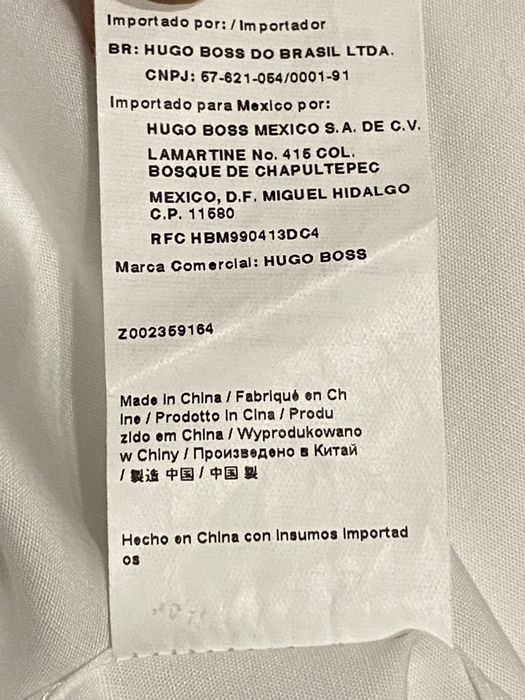 Importado por: / Importador
BR: HUGO BOSS DO BRASIL LTDA.
CNPJ: 57-621-054/0001-91
Importado para Mexico por:
HUGO BOSS MEXICO S.A. DE C.V.
LAMARTINE No. 415 COL.
BOSQUE DE CHAPULTEPEC
MEXICO, D.F. MIGUEL HIDALGO
C.P. 11580
RFC HBM990413DC4
Marca Comercial: HUGO BOSS
Z002359164
Made in China / Fabriqué en Ch
ine / Prodotto in Cina / Produ
zido em China / Wyprodukowano
w Chiny / Произведено в Китай
/ 製造 中国 / 中国 製
Hecho en China con Insumos Importad
os